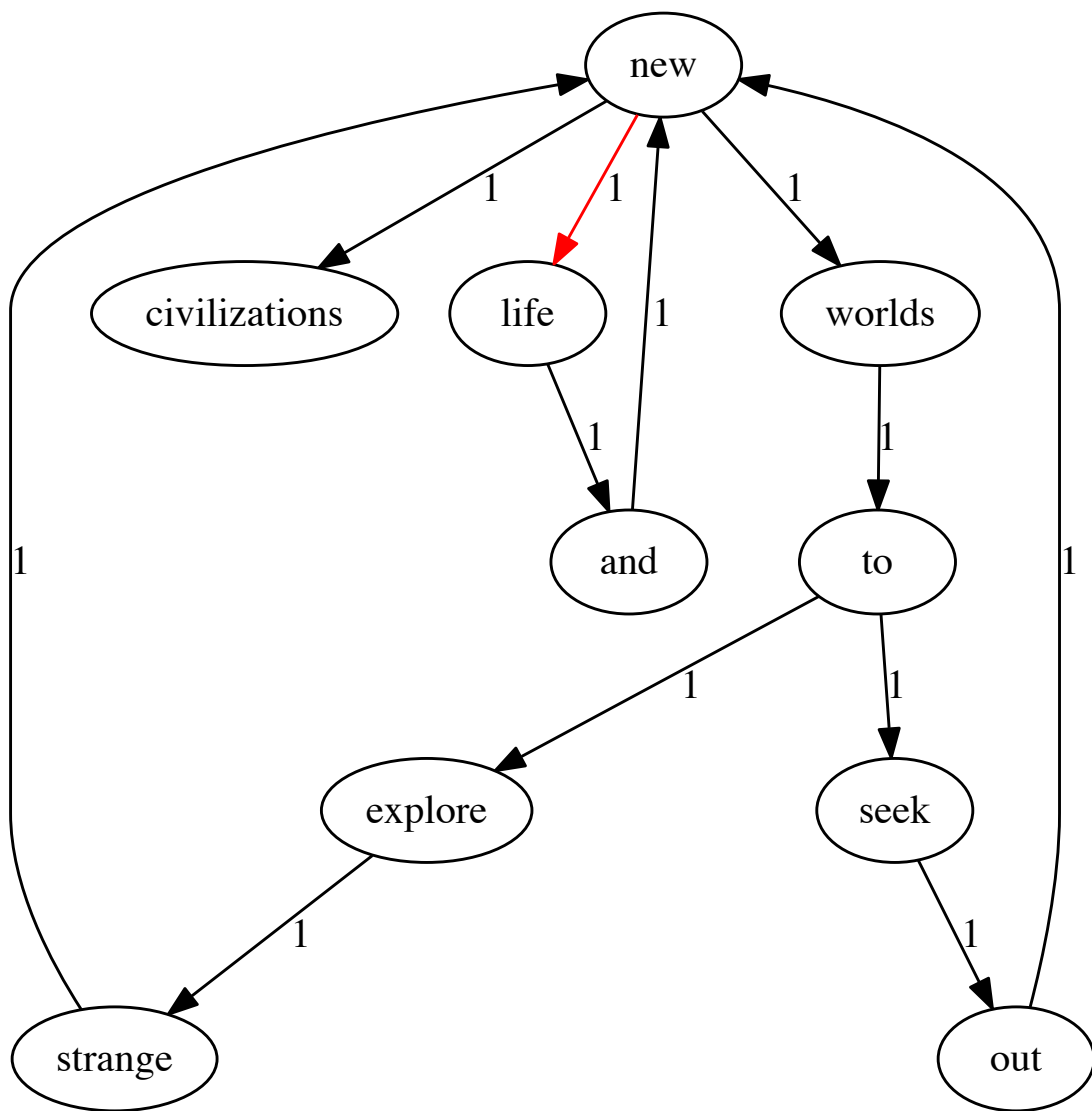 new
1 1 1
civilizations life worlds
1
1 1
and to
1 1
1 1
explore seek
1 1
strange out